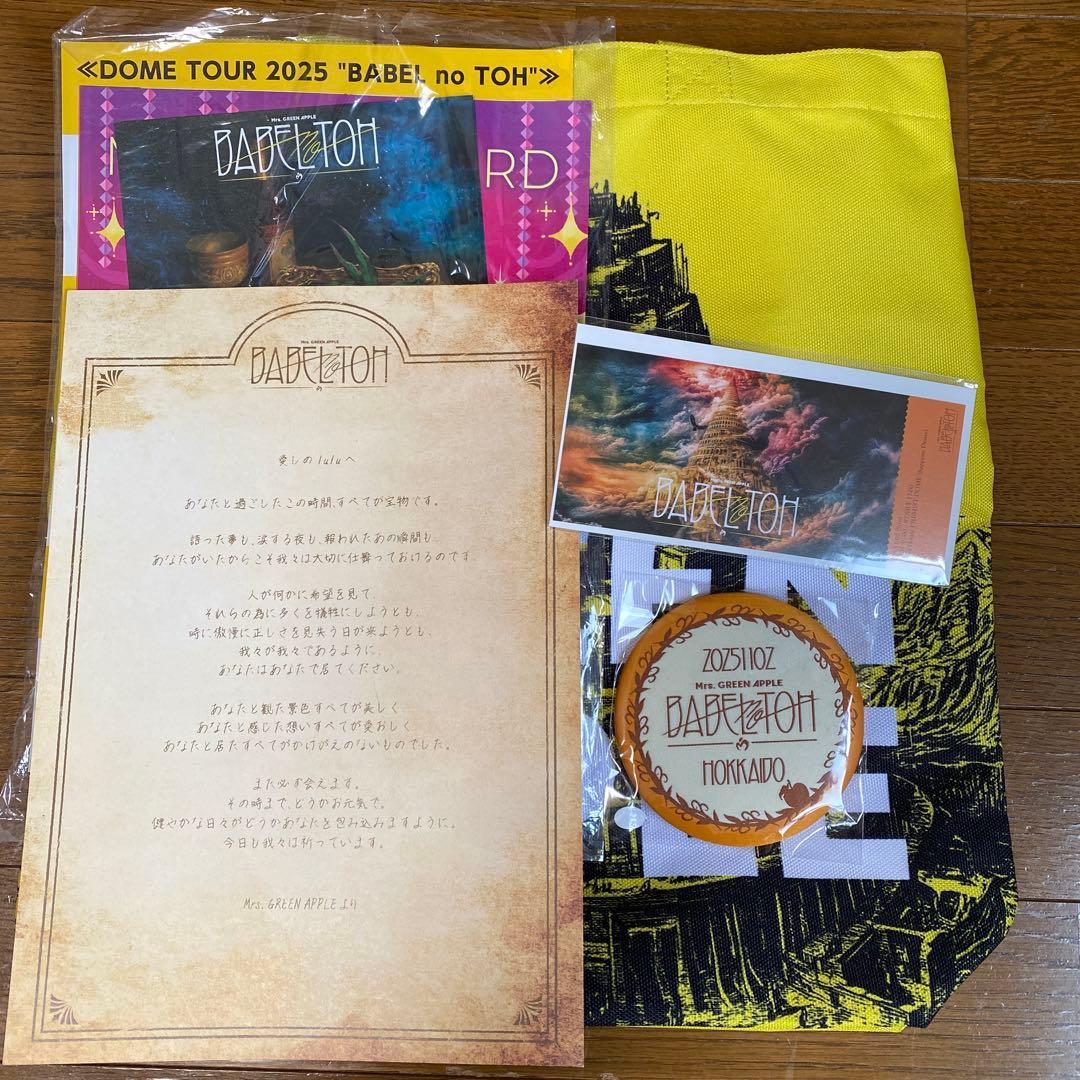 ≪DOME TOUR 2025 "BABEL no TOH"≫
Mrs. GREEN APPLE
BABEL no TOH
の
RD
Mrs. GREEN APPLE
BABEL no TOH
の
愛しのluluへ
あなたと過ごしたこの時間、すべてが宝物です。
語った事も、涙する夜も、報われたあの瞬間も
あなたがいたからこそ我々は大切に仕舞っておけるのです
人が何かに希望を見て、
それらの為に多くを犠牲にしようとも、
時に傲慢に正しさを見失う日が来ようとも、
我々が我々であるように、
あなたはあなたで居てください。
あなたと観た景色すべてが美しく
あなたと感じた想いすべてが愛おしく
あなたと居たすべてがかけがえのないものでした。
また必ず会えます。
その時まで、どうかお元気で。
健やかな日々がどうかあなたを包み込みますように。
今日も我々は祈っています。
Mrs. GREEN APPLEより
Mrs. GREEN APPLE
BABEL no TOH
の
20251102
Mrs. GREEN APPLE
BABEL no TOH
の
HOKKAIDO